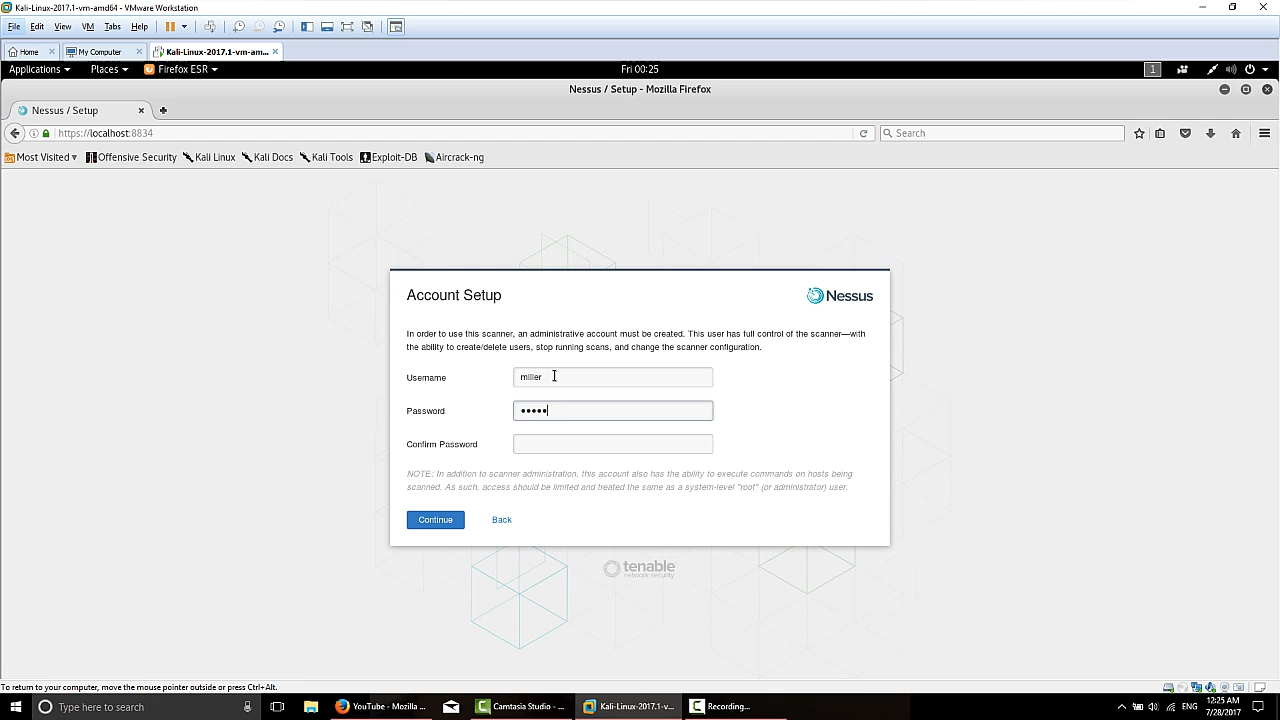 Kali-Linux-2017.1-vm-amd64 - VMware Workstation
File Edit View VM Tabs Help
Home My Computer Kali-Linux-2017.1-vm-am...
Applications Places Firefox ESR Fri 00:25 1
Nessus / Setup - Mozilla Firefox
Nessus / Setup
https://localhost:8834 Search
Most Visited Offensive Security Kali Linux Kali Docs Kali Tools Exploit-DB Aircrack-ng
Account Setup Nessus
In order to use this scanner, an administrative account must be created. This user has full control of the scanner—with
the ability to create/delete users, stop running scans, and change the scanner configuration.
Username miller
Password •••••
Confirm Password
NOTE: In addition to scanner administration, this account also has the ability to execute commands on hosts being
scanned. As such, access should be limited and treated the same as a system-level "root" (or administrator) user.
Continue Back
tenable
network security
To return to your computer, move the mouse pointer outside or press Ctrl+Alt.
Type here to search YouTube - Mozilla ... Camtasia Studio - ... Kali-Linux-2017.1-v... Recording... ENG 12:25 AM
7/28/2017